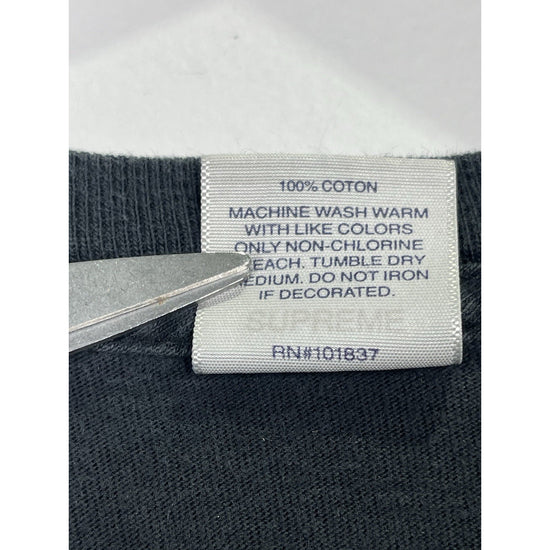 100% COTON
MACHINE WASH WARM
WITH LIKE COLORS
ONLY NON-CHLORINE
EACH. TUMBLE DRY
EDIUM. DO NOT IRON
IF DECORATED.
SUPREME
RN#101837